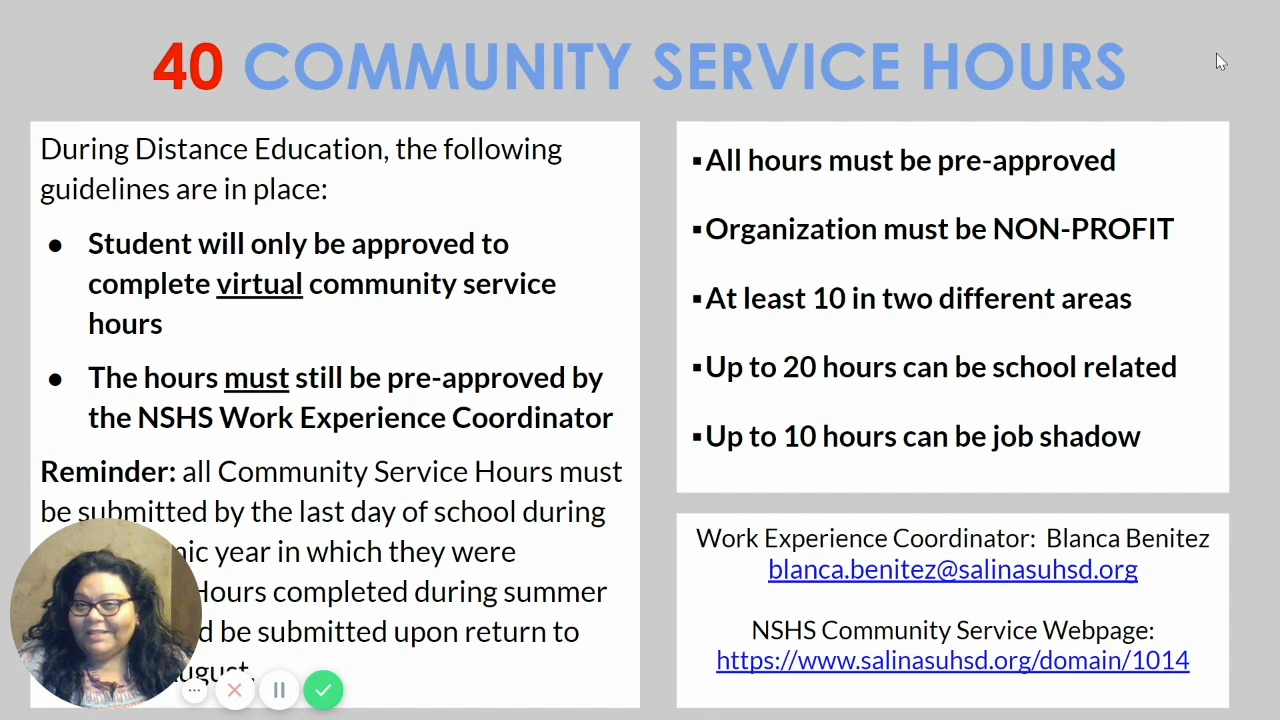 40 COMMUNITY SERVICE HOURS
During Distance Education, the following
guidelines are in place:
● Student will only be approved to
complete virtual community service
hours
● The hours must still be pre-approved by
the NSHS Work Experience Coordinator
Reminder: all Community Service Hours must
be submitted by the last day of school during
year in which they were
Hours completed during summer
be submitted upon return to
▪All hours must be pre-approved
▪Organization must be NON-PROFIT
▪At least 10 in two different areas
▪Up to 20 hours can be school related
▪Up to 10 hours can be job shadow
Work Experience Coordinator: Blanca Benitez
blanca.benitez@salinasuhsd.org
NSHS Community Service Webpage:
https://www.salinasuhsd.org/domain/1014